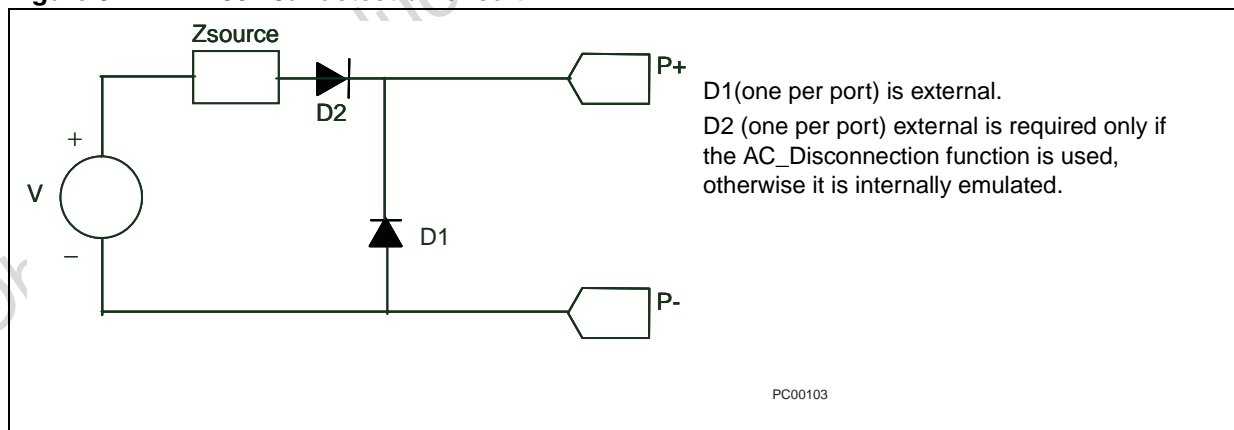 Zsource
P+
D2
+
V
−
D1
P-
D1(one per port) is external.
D2 (one per port) external is required only if
the AC_Disconnection function is used,
otherwise it is internally emulated.
PC00103